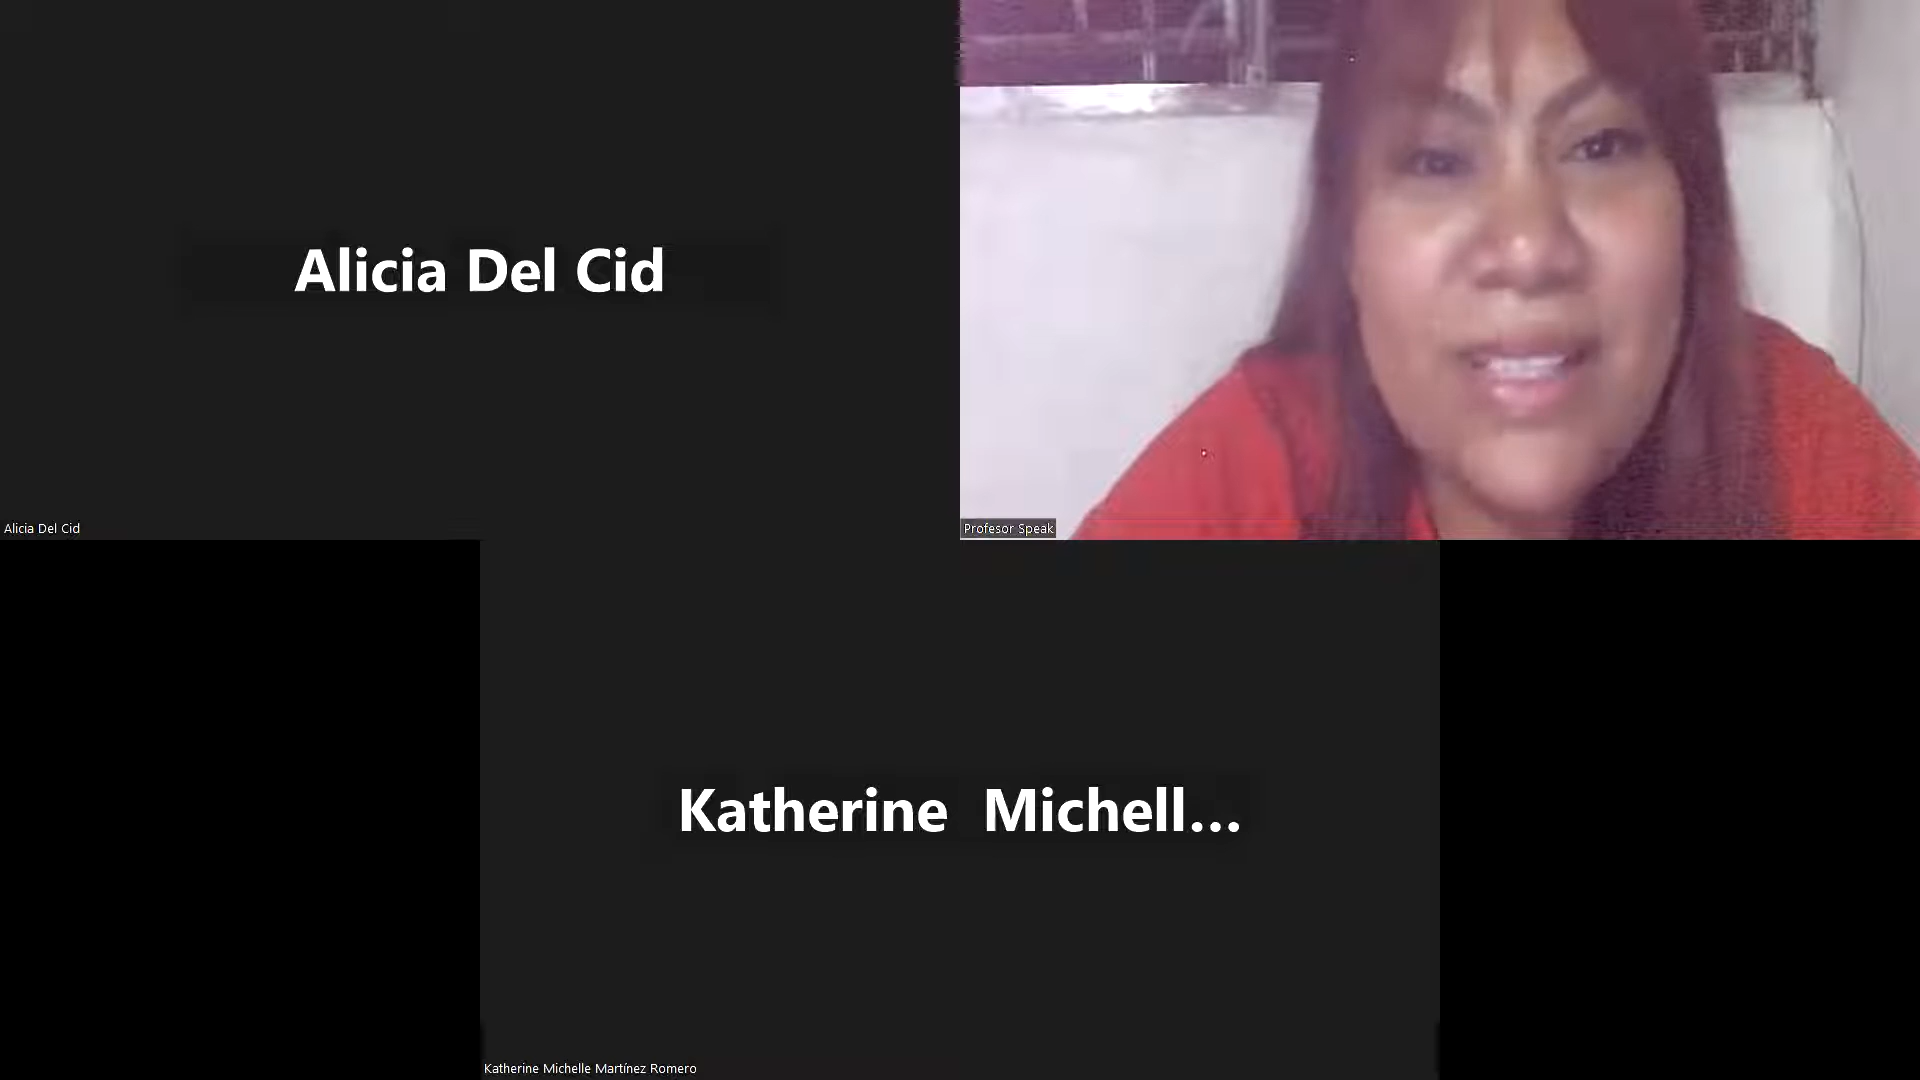 Alicia Del Cid
Alicia Del Cid
Profesor Speak
Katherine  Michell...
Katherine Michelle Martínez Romero